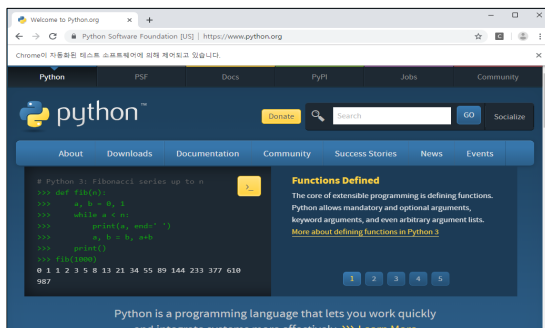 Welcome to Python.org
Python Software Foundation [US] | https://www.python.org
Chrome이 자동화된 테스트 소프트웨어에 의해 제어되고 있습니다.
Python PSF Docs PyPI Jobs Community
python™
Donate Search GO Socialize
About Downloads Documentation Community Success Stories News Events
# Python 3: Fibonacci series up to n
>>> def fib(n):
>>> a, b = 0, 1
>>> while a < n:
>>> print(a, end=' ')
>>> a, b = b, a+b
>>> print()
>>> fib(1000)
0 1 1 2 3 5 8 13 21 34 55 89 144 233 377 610
987
>_
Functions Defined
The core of extensible programming is defining functions.
Python allows mandatory and optional arguments,
keyword arguments, and even arbitrary argument lists.
More about defining functions in Python 3
1 2 3 4 5
Python is a programming language that lets you work quickly
and integrate systems more effectively. >>> Learn More